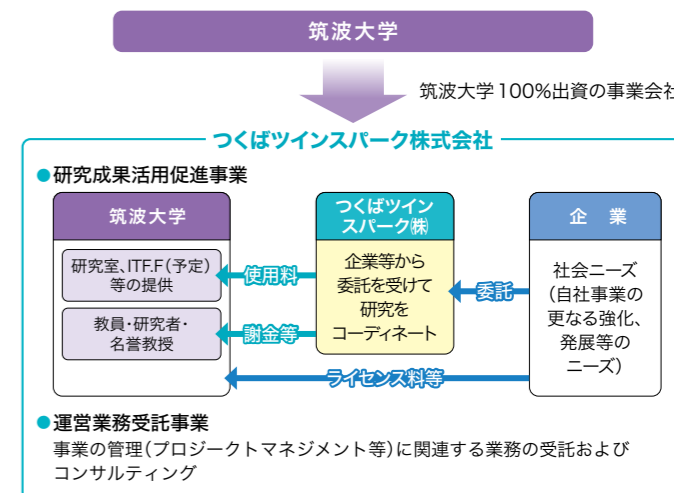 筑波大学
筑波大学100%出資の事業会社
つくばツインスパーク株式会社
●研究成果活用促進事業
筑波大学
研究室、ITF.F(予定)
等の提供
教員・研究者・
名誉教授
使用料
謝金等
つくばツイン
スパーク㈱
企業等から
委託を受けて
研究を
コーディネート
委託
企 業
社会ニーズ
(自社事業の
更なる強化、
発展等の
ニーズ)
ライセンス料等
●運営業務受託事業
事業の管理(プロジークトマネジメント等)に関連する業務の受託および
コンサルティング